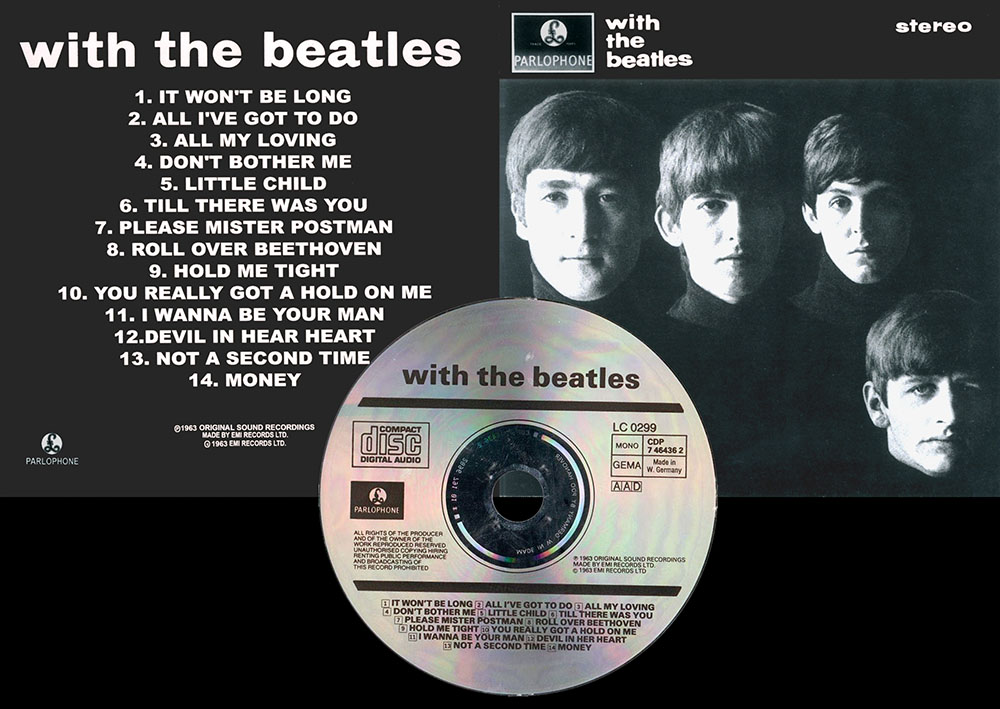 with the beatles
1. IT WON'T BE LONG
2. ALL I'VE GOT TO DO
3. ALL MY LOVING
4. DON'T BOTHER ME
5. LITTLE CHILD
6. TILL THERE WAS YOU
7. PLEASE MISTER POSTMAN
8. ROLL OVER BEETHOVEN
9. HOLD ME TIGHT
10. YOU REALLY GOT A HOLD ON ME
11. I WANNA BE YOUR MAN
12.DEVIL IN HEAR HEART
13. NOT A SECOND TIME
14. MONEY
℗1963 ORIGINAL SOUND RECORDINGS
MADE BY EMI RECORDS LTD.
© 1963 EMI RECORDS LTD.
PARLOPHONE
PARLOPHONE
with
the
beatles
stereo
with the beatles
COMPACT
disc
DIGITAL AUDIO
LC 0299
MONO
CDP
7 46436 2
GEMA
Made in
W. Germany
AAD
PARLOPHONE
ALL RIGHTS OF THE PRODUCER
AND OF THE OWNER OF THE
WORK REPRODUCED RESERVED
UNAUTHORISED COPYING HIRING
RENTING PUBLIC PERFORMANCE
AND BROADCASTING OF
THIS RECORD PROHIBITED
℗ 1963 ORIGINAL SOUND RECORDINGS
MADE BY EMI RECORDS LTD.
© 1963 EMI RECORDS LTD
1 IT WON'T BE LONG 2 ALL I'VE GOT TO DO 3 ALL MY LOVING
4 DON'T BOTHER ME 5 LITTLE CHILD 6 TILL THERE WAS YOU
7 PLEASE MISTER POSTMAN 8 ROLL OVER BEETHOVEN
9 HOLD ME TIGHT 10 YOU REALLY GOT A HOLD ON ME
11 I WANNA BE YOUR MAN 12 DEVIL IN HER HEART
13 NOT A SECOND TIME 14 MONEY